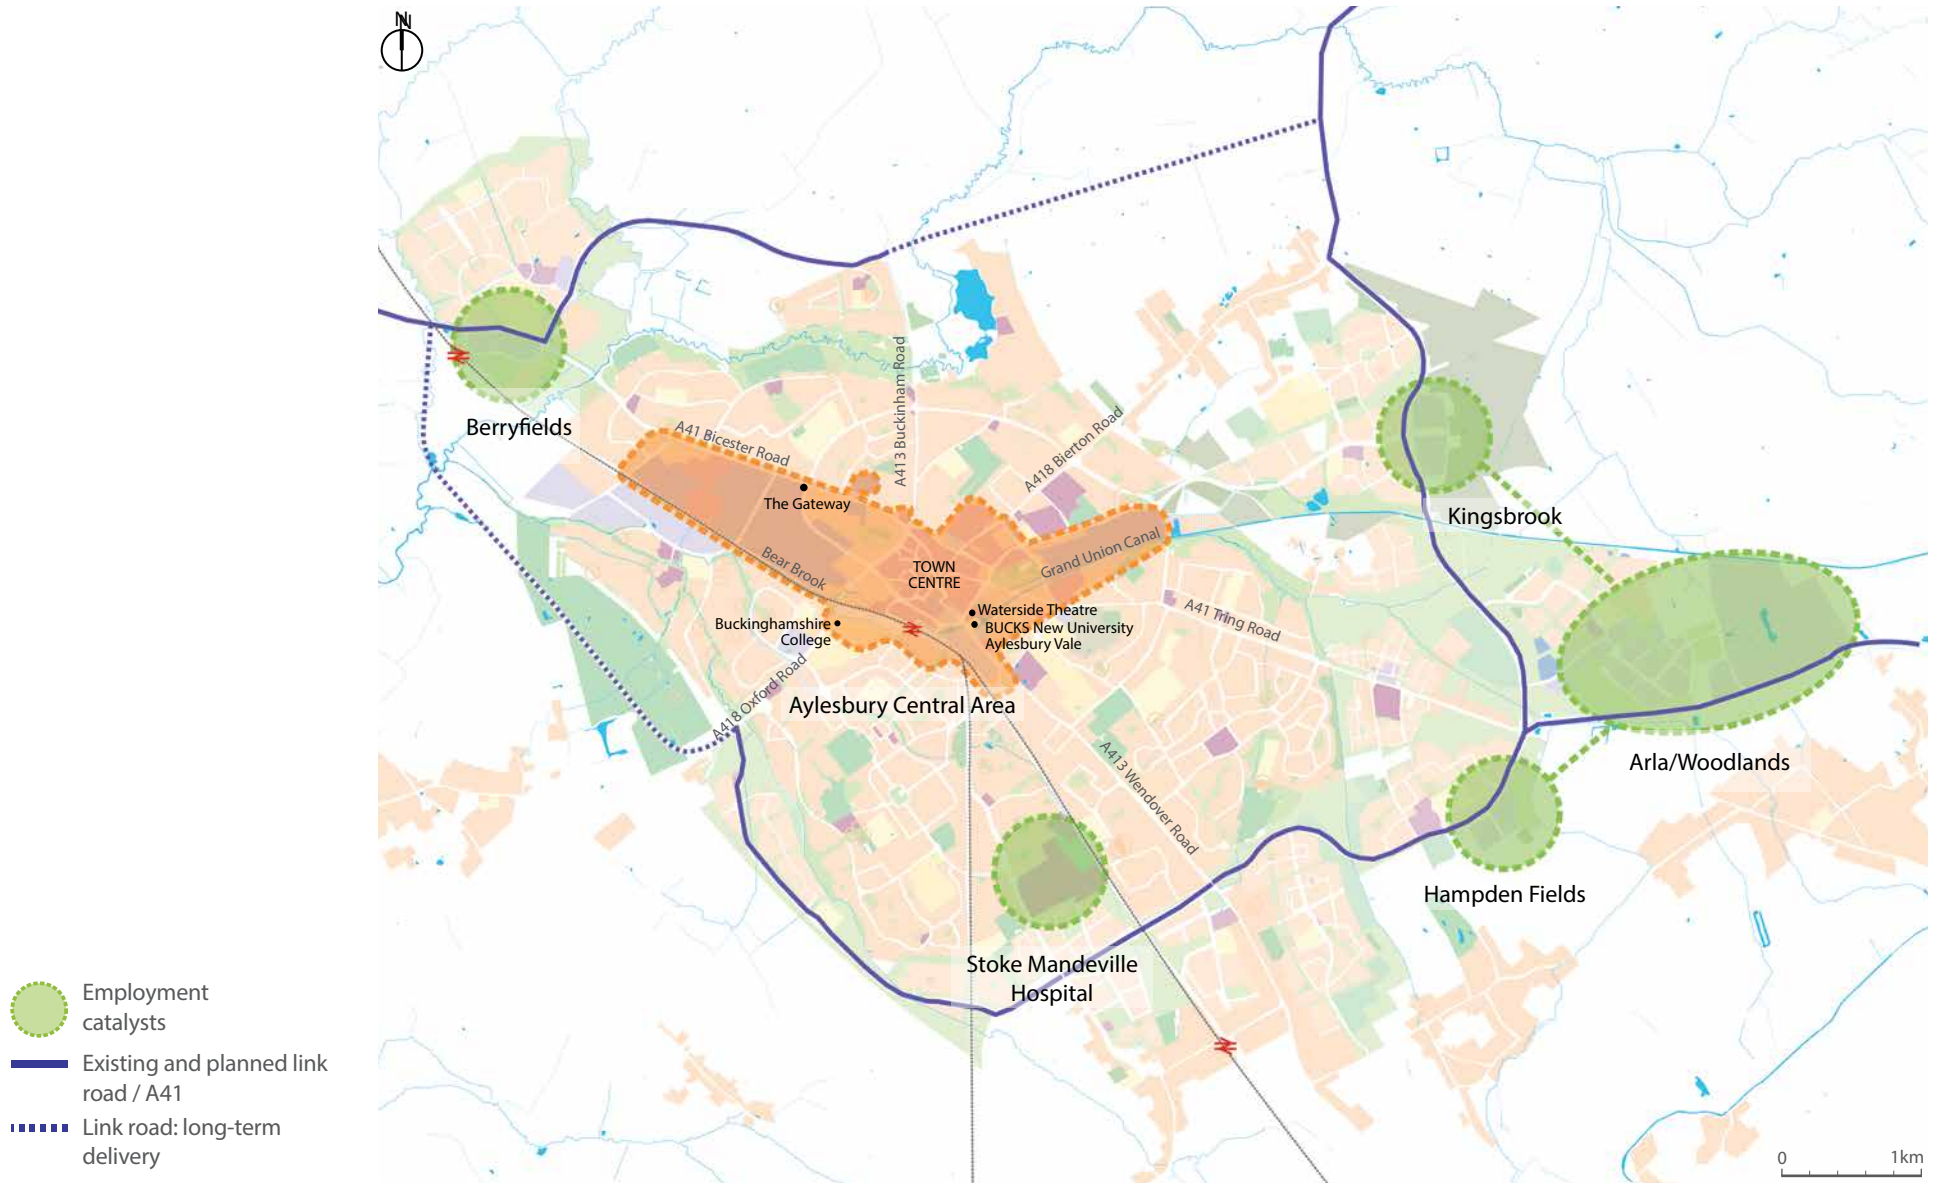 N
Berryfields
A41 Bicester Road
The Gateway
A413 Buckinham Road
A418 Bierton Road
Kingsbrook
Grand Union Canal
Bear Brook
TOWN
CENTRE
Waterside Theatre
BUCKS New University
Aylesbury Vale
Buckinghamshire
College
A41 Tring Road
A418 Oxford Road
Aylesbury Central Area
A413 Wendover Road
Arla/Woodlands
Hampden Fields
Stoke Mandeville
Hospital
Employment
catalysts
Existing and planned link
road / A41
Link road: long-term
delivery
0 1km